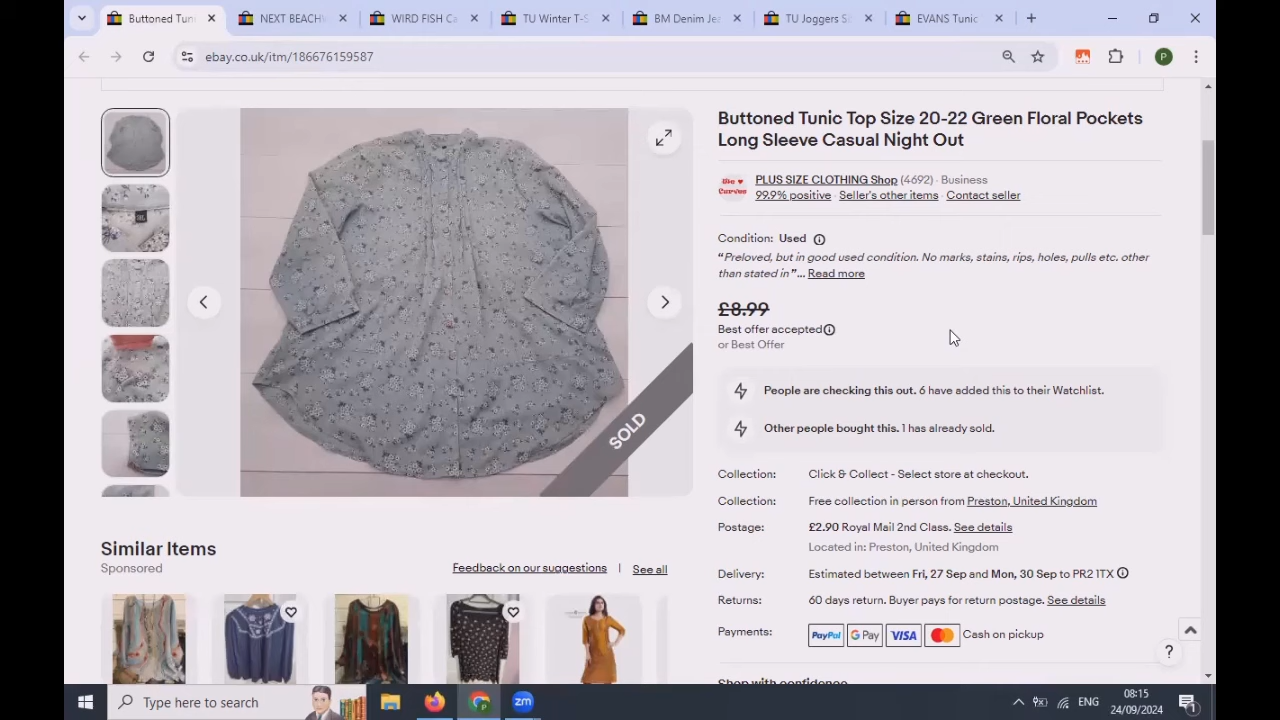 Buttoned Tuni
NEXT BEACHW
WIRD FISH Ca
TU Winter T-S
BM Denim Jea
TU Joggers Si
EVANS Tunic
ebay.co.uk/itm/186676159587
P
Buttoned Tunic Top Size 20-22 Green Floral Pockets
Long Sleeve Casual Night Out
PLUS SIZE CLOTHING Shop (4692) · Business
99.9% positive · Seller's other items · Contact seller
Condition: Used
“Preloved, but in good used condition. No marks, stains, rips, holes, pulls etc. other
than stated in”... Read more
£8.99
Best offer accepted
or Best Offer
SOLD
People are checking this out. 6 have added this to their Watchlist.
Other people bought this. 1 has already sold.
Collection: Click & Collect - Select store at checkout.
Collection: Free collection in person from Preston, United Kingdom
Postage: £2.90 Royal Mail 2nd Class. See details
Located in: Preston, United Kingdom
Delivery: Estimated between Fri, 27 Sep and Mon, 30 Sep to PR2 1TX
Returns: 60 days return. Buyer pays for return postage. See details
Payments: PayPal G Pay VISA Cash on pickup
Shop with confidence
Similar Items
Sponsored
Feedback on our suggestions | See all
Type here to search
zm
ENG
08:15
24/09/2024
1